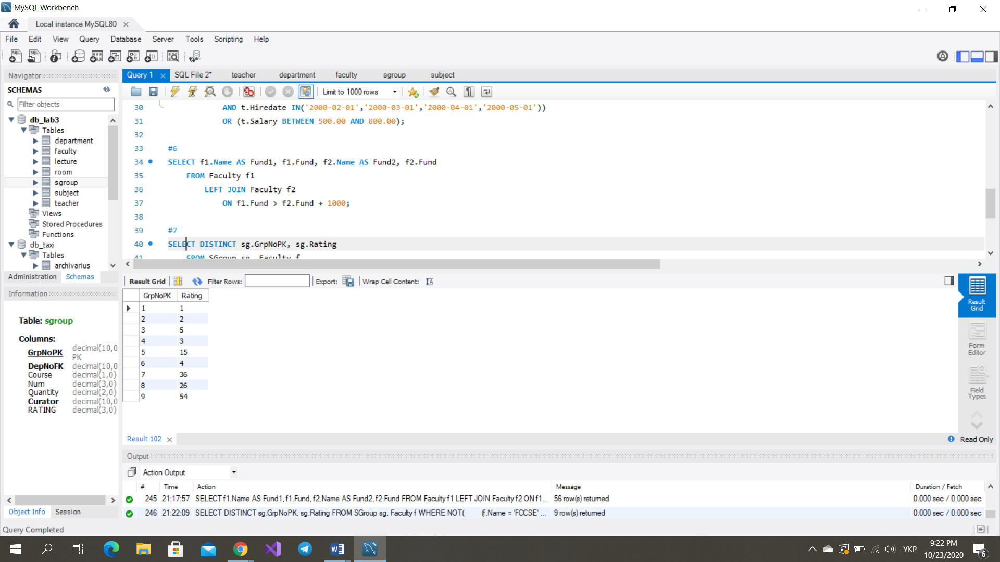 MySQL Workbench
Local instance MySQL80
File Edit View Query Database Server Tools Scripting Help
Navigator
SCHEMAS
Filter objects
db_lab3
Tables
department
faculty
lecture
room
sgroup
subject
teacher
Views
Stored Procedures
Functions
db_taxi
Tables
archivarius
Administration Schemas
Information
Table: sgroup
Columns:
GrpNoPK decimal(10,0
PK
DepNoFK decimal(10,0
Course decimal(1,0)
Num decimal(3,0)
Quantity decimal(2,0)
Curator decimal(10,0
RATING decimal(3,0)
Object Info Session
Query 1 SQL File 2* teacher department faculty sgroup subject
Limit to 1000 rows
30 AND t.Hiredate IN('2000-02-01','2000-03-01','2000-04-01','2000-05-01'))
31 OR (t.Salary BETWEEN 500.00 AND 800.00);
32
33 #6
34 SELECT f1.Name AS Fund1, f1.Fund, f2.Name AS Fund2, f2.Fund
35 FROM Faculty f1
36 LEFT JOIN Faculty f2
37 ON f1.Fund > f2.Fund + 1000;
38
39 #7
40 SELECT DISTINCT sg.GrpNoPK, sg.Rating
41 FROM SGroup sg, Faculty f
Result Grid Filter Rows: Export: Wrap Cell Content:
GrpNoPK Rating
1 1
2 2
3 5
4 3
5 15
6 4
7 36
8 26
9 54
Result
Grid
Form
Editor
Field
Types
Result 102
Read Only
Output
Action Output
# Time Action Message Duration / Fetch
245 21:17:57 SELECT f1.Name AS Fund1, f1.Fund, f2.Name AS Fund2, f2.Fund FROM Faculty f1 LEFT JOIN Faculty f2 ON f1... 56 row(s) returned 0.000 sec / 0.000 sec
246 21:22:09 SELECT DISTINCT sg.GrpNoPK, sg.Rating FROM SGroup sg, Faculty f WHERE NOT( (f.Name = 'FCCSE' ... 9 row(s) returned 0.000 sec / 0.000 sec
Query Completed
УКР
9:22 PM
10/23/2020
6